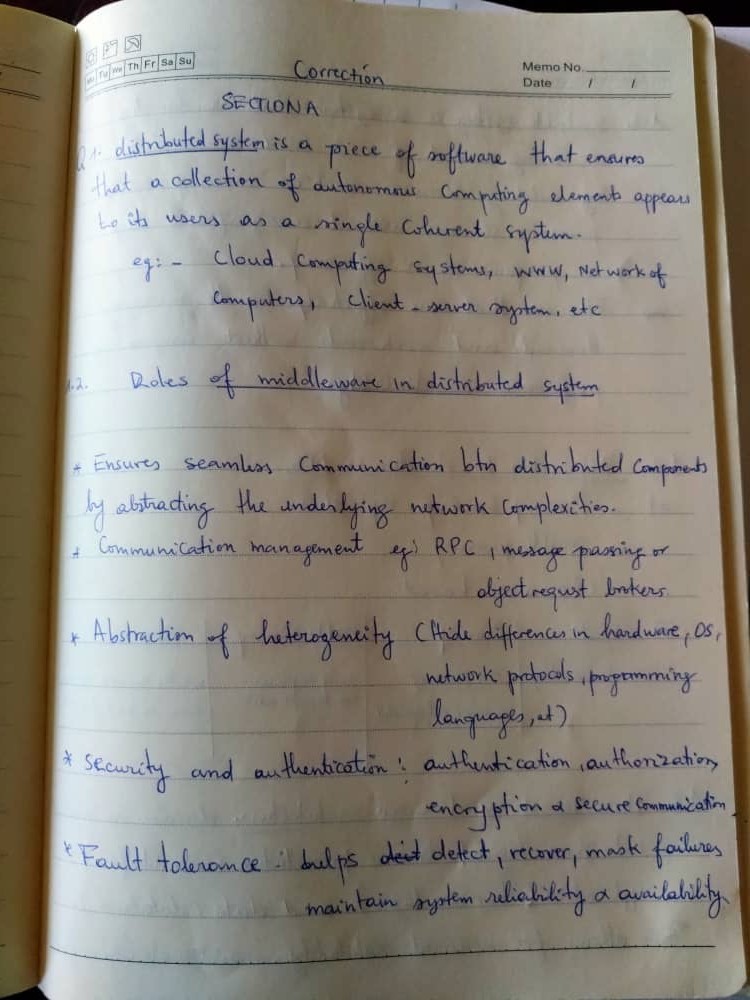 Mo Tu We Th Fr Sa Su
Memo No.
Date / /
Correction
SECTION A
Q1: distributed system is a piece of software that ensures
that a collection of autonomous Computing elements appears
to its users as a single Coherent system.
eg: - Cloud Computing systems, WWW, Network of
Computers, Client - server system, etc
1.2. Roles of middleware in distributed system
* Ensures seamless Communication btn distributed Components
by abstracting the underlying network Complexities.
* Communication management eg: RPC, message passing or
object requst brokers
* Abstraction of heterogeneity (Hide differences in hardware, OS,
network protocols, programming
languages, et)
* Security and authentication: authentication, authorization,
encryption & secure Communication.
* Fault tolerance: helps detect, recover, mask failures
maintain system reliability & availability.